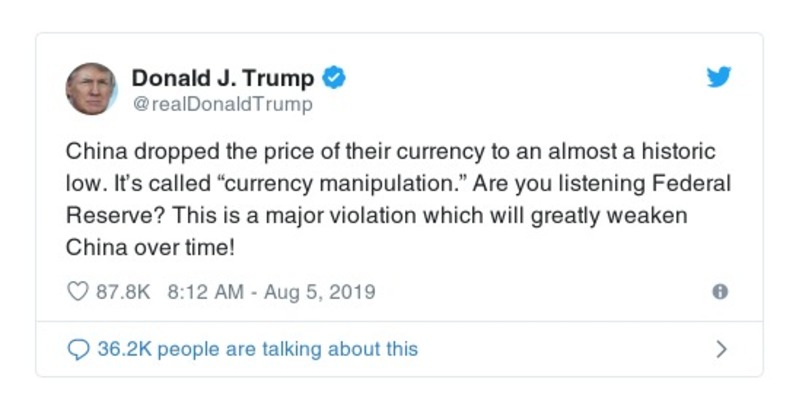 Donald J. Trump
@realDonaldTrump
China dropped the price of their currency to an almost a historic
low. It’s called “currency manipulation.” Are you listening Federal
Reserve? This is a major violation which will greatly weaken
China over time!
87.8K 8:12 AM - Aug 5, 2019
36.2K people are talking about this